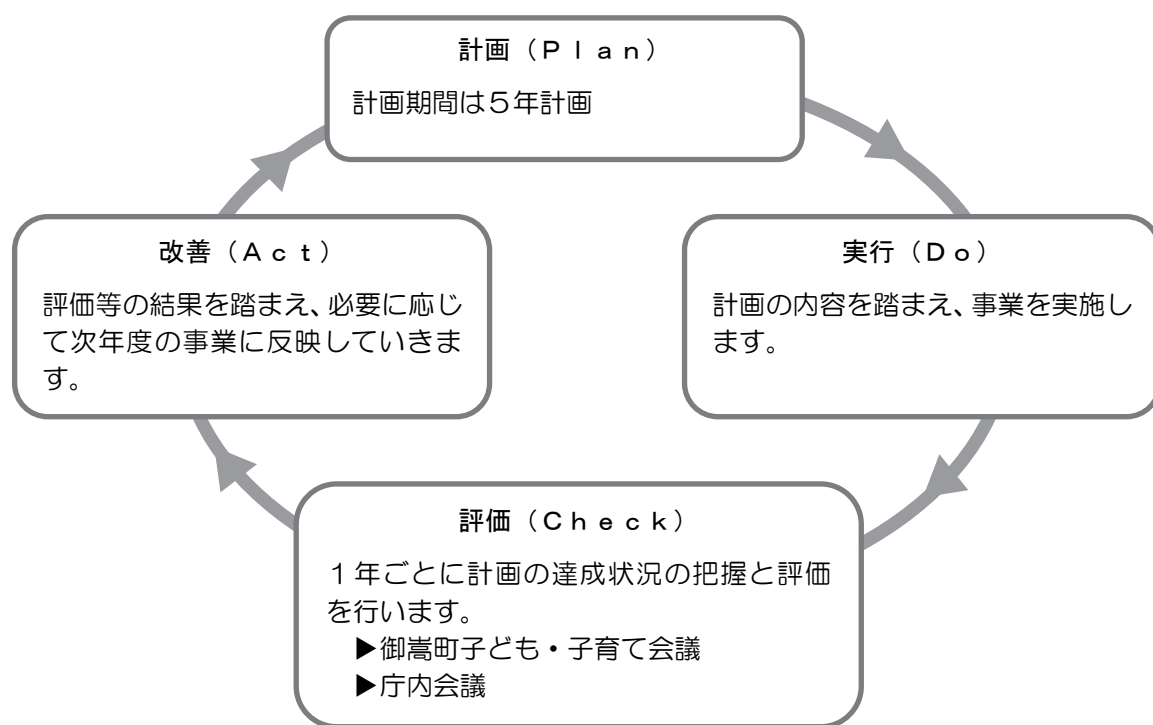 計画(Plan)
計画期間は5年計画
改善(Act)
評価等の結果を踏まえ、必要に応じ
て次年度の事業に反映していきま
す。
実行(Do)
計画の内容を踏まえ、事業を実施し
ます。
評価(Check)
1年ごとに計画の達成状況の把握と評価
を行います。
▶御嵩町子ども・子育て会議
▶庁内会議